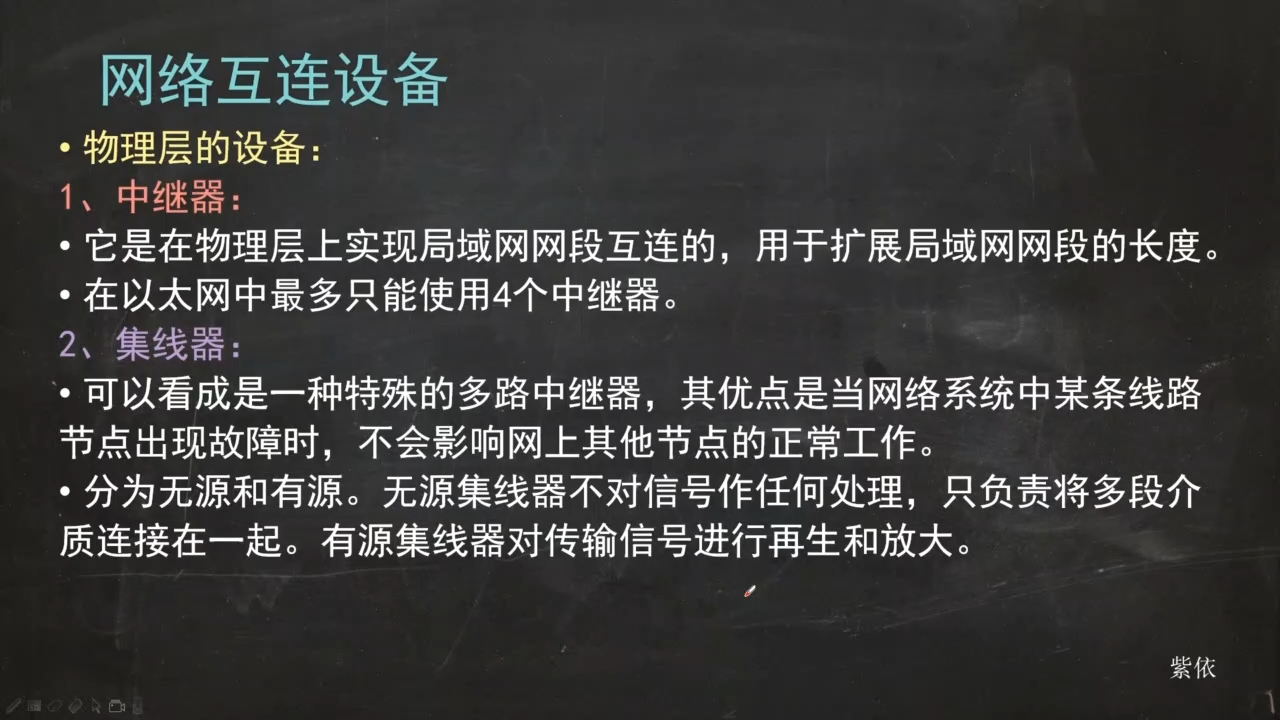 网络互连设备
• 物理层的设备：
1、中继器：
• 它是在物理层上实现局域网网段互连的，用于扩展局域网网段的长度。
• 在以太网中最多只能使用4个中继器。
2、集线器：
• 可以看成是一种特殊的多路中继器，其优点是当网络系统中某条线路
节点出现故障时，不会影响网上其他节点的正常工作。
• 分为无源和有源。无源集线器不对信号作任何处理，只负责将多段介
质连接在一起。有源集线器对传输信号进行再生和放大。
紫依